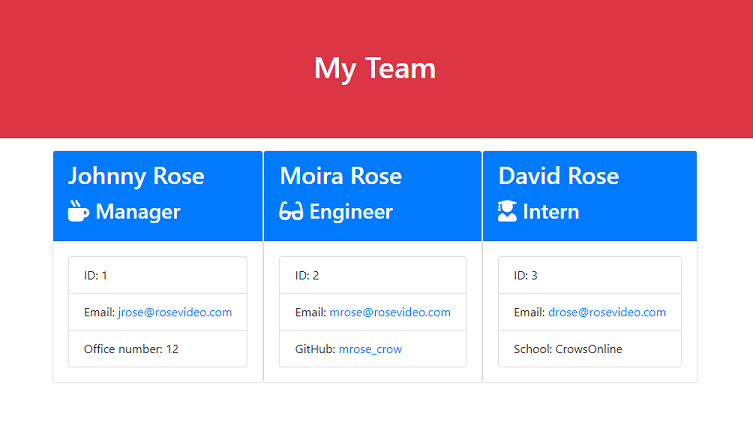 My Team
Johnny Rose
Manager
ID: 1
Email: jrose@rosevideo.com
Office number: 12
Moira Rose
Engineer
ID: 2
Email: mrose@rosevideo.com
GitHub: mrose_crow
David Rose
Intern
ID: 3
Email: drose@rosevideo.com
School: CrowsOnline